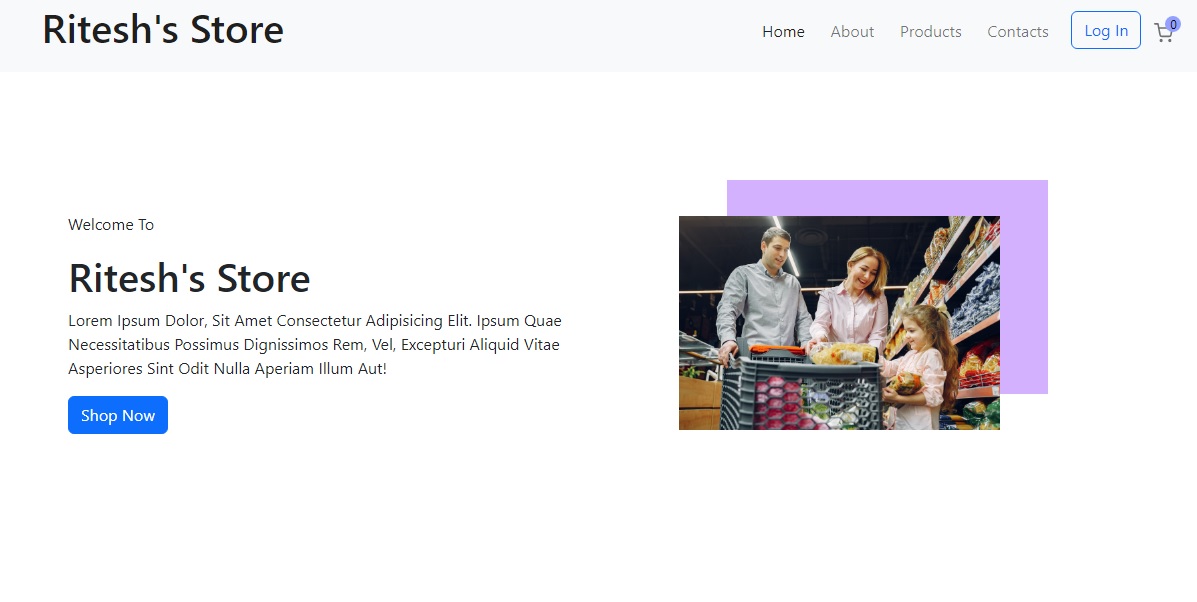 Ritesh's Store
Home About Products Contacts Log In 0
Welcome To
Ritesh's Store
Lorem Ipsum Dolor, Sit Amet Consectetur Adipisicing Elit. Ipsum Quae
Necessitatibus Possimus Dignissimos Rem, Vel, Excepturi Aliquid Vitae
Asperiores Sint Odit Nulla Aperiam Illum Aut!
Shop Now